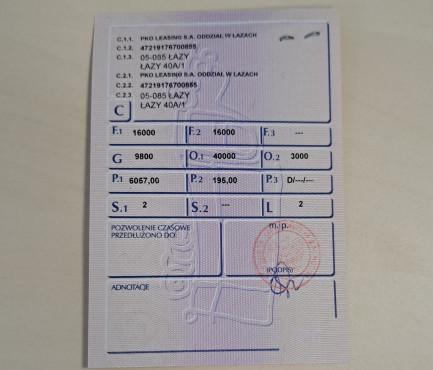 C.1.1. PKO LEASING S.A. ODDZIAŁ W ŁAZACH
C.1.2. 47219176700855
C.1.3. 05-085 ŁAZY
ŁAZY 40A/1
C.2.1. PKO LEASING S.A. ODDZIAŁ W ŁAZACH
C.2.2. 47219176700855
C.2.3. 05-085 ŁAZY
ŁAZY 40A/1
C
F.1 16000 F.2 16000 F.3 ---
G 9800 O.1 40000 O.2 3000
P.1 6057,00 P.2 195,00 P.3 D/---/---
S.1 2 S.2 --- L 2
POZWOLENIE CZASOWE
PRZEDŁUŻONO DO:
m. p.
(PODPIS)
ADNOTACJE